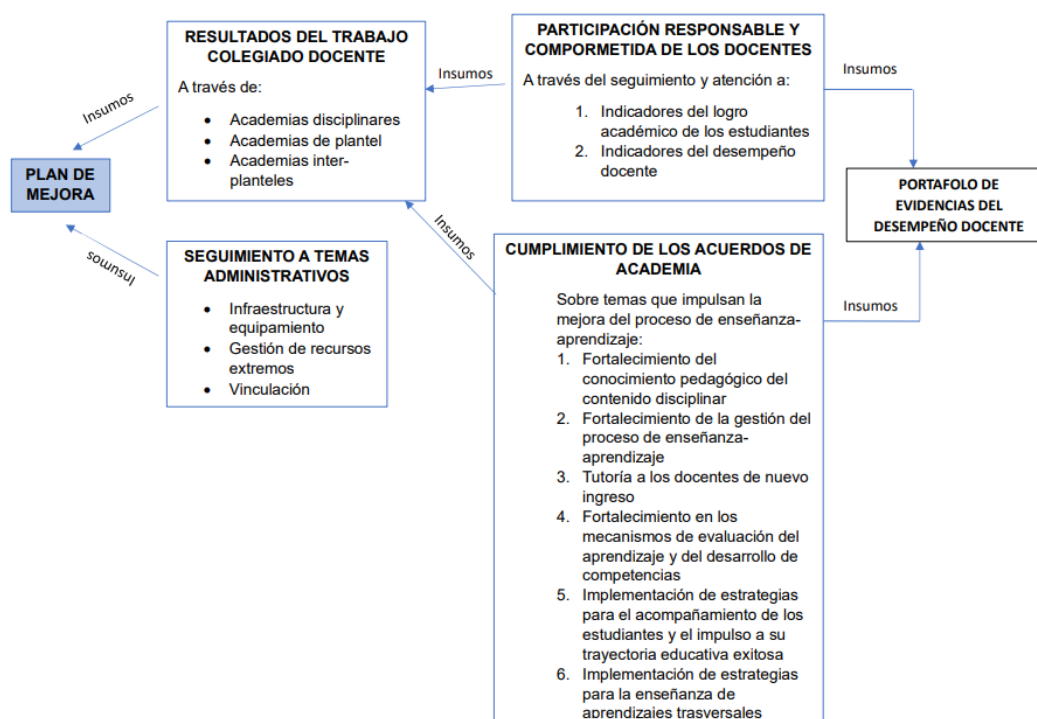 RESULTADOS DEL TRABAJO
COLEGIADO DOCENTE
A través de:
• Academias disciplinares
• Academias de plantel
• Academias inter-
planteles
Insumos
PARTICIPACIÓN RESPONSABLE Y
COMPORMETIDA DE LOS DOCENTES
A través del seguimiento y atención a:
1. Indicadores del logro
académico de los estudiantes
2. Indicadores del desempeño
docente
Insumos
Insumos
PLAN DE
MEJORA
PORTAFOLO DE
EVIDENCIAS DEL
DESEMPEÑO DOCENTE
Insumos
SEGUIMIENTO A TEMAS
ADMINISTRATIVOS
• Infraestructura y
equipamiento
• Gestión de recursos
extremos
• Vinculación
Insumos
CUMPLIMIENTO DE LOS ACUERDOS DE
ACADEMIA
Sobre temas que impulsan la
mejora del proceso de enseñanza-
aprendizaje:
1. Fortalecimiento del
conocimiento pedagógico del
contenido disciplinar
2. Fortalecimiento de la gestión del
proceso de enseñanza-
aprendizaje
3. Tutoría a los docentes de nuevo
ingreso
4. Fortalecimiento en los
mecanismos de evaluación del
aprendizaje y del desarrollo de
competencias
5. Implementación de estrategias
para el acompañamiento de los
estudiantes y el impulso a su
trayectoria educativa exitosa
6. Implementación de estrategias
para la enseñanza de
aprendizajes trasversales
Insumos